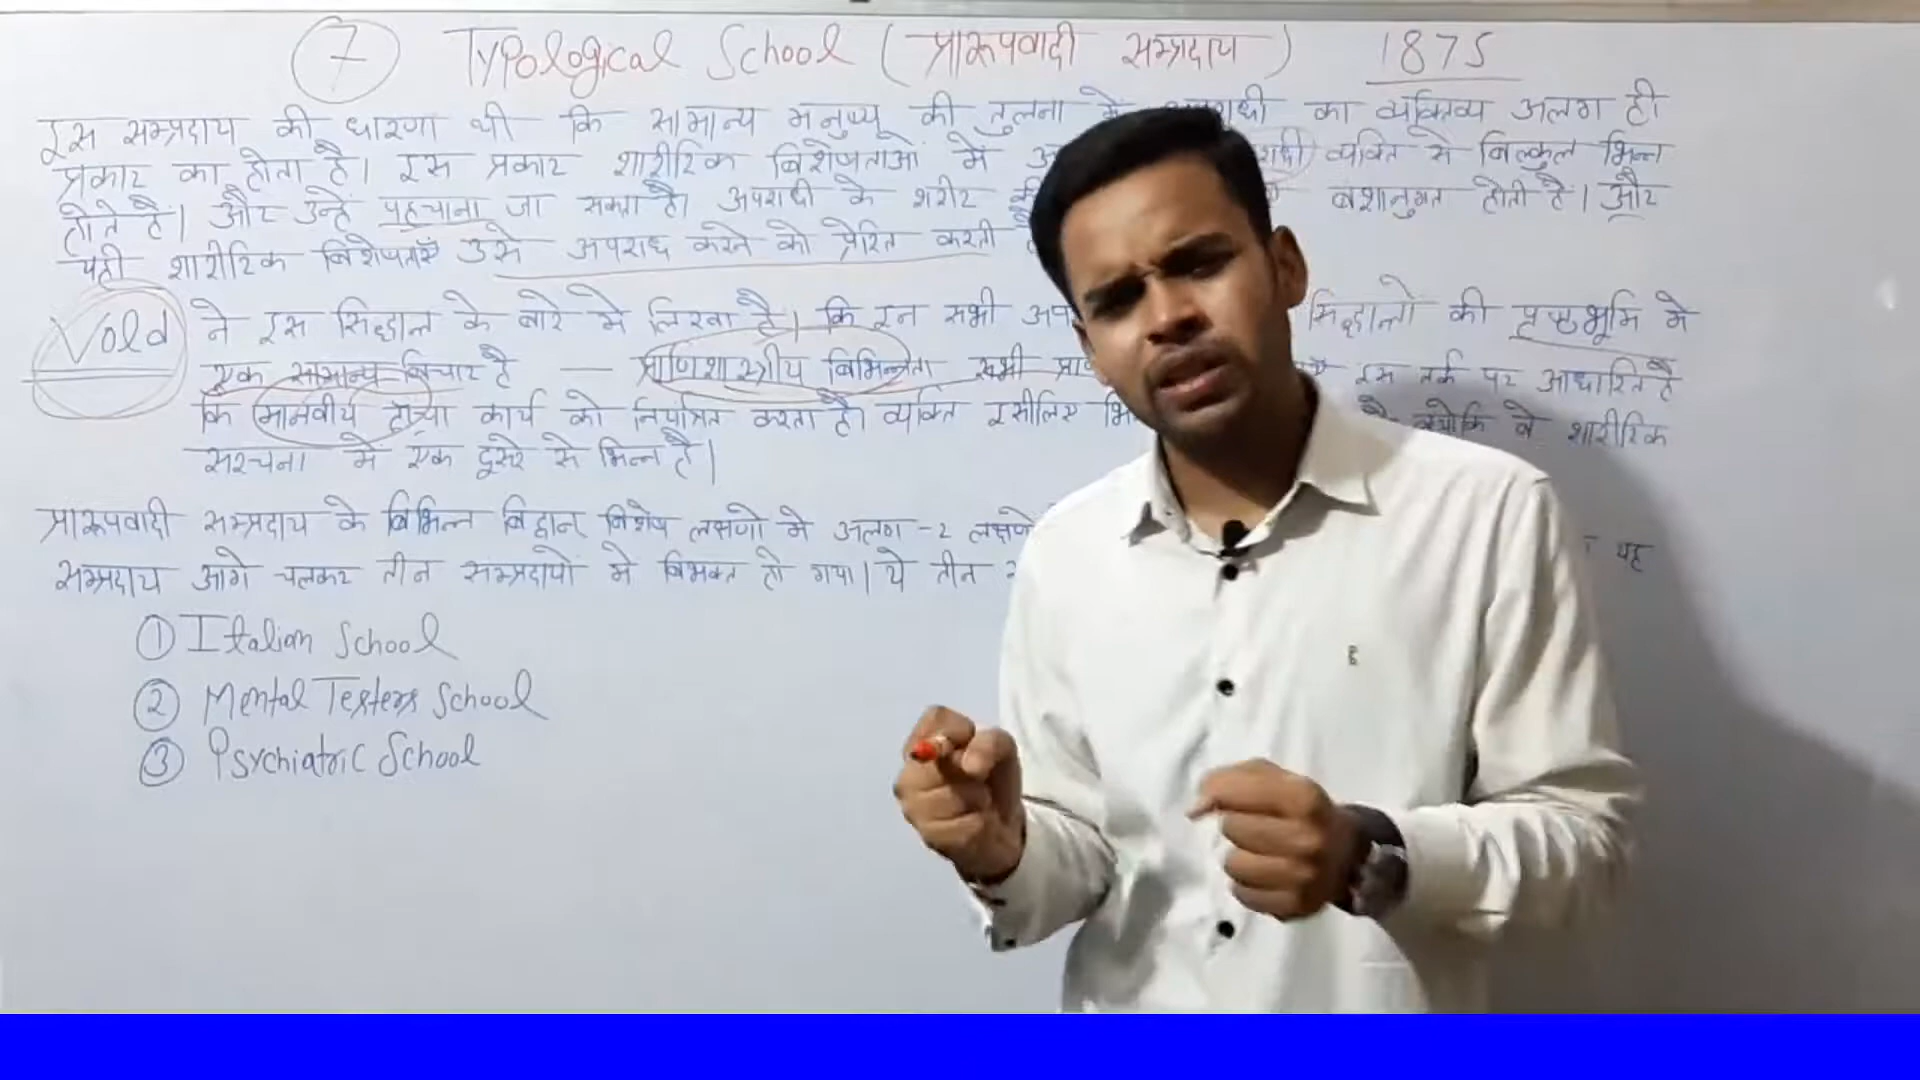 7 Typological School (प्रारूपवादी सम्प्रदाय) 1875
इस सम्प्रदाय की धारणा थी कि सामान्य मनुष्य की तुलना में का व्यक्तित्व अलग ही
प्रकार का होता है। इस प्रकार शारीरिक विशेषताओं में व्यक्ति से बिल्कुल भिन्न
होते हैं। और उन्हें पहचाना जा सकता है। अपराधी के शरीर की बंशानुगत होती है। और
यही शारीरिक विशेषताएँ उसे अपराध करने को प्रेरित करती
Vold ने इस सिद्धान्त के बारे में लिखा है। कि इन सभी सिद्धान्तो की पृष्ठभूमि में
एक सामान्य विचार है — प्राणिशास्त्रीय विभिन्नता सभी इस तर्क पर आधारित है
कि मानवीय ढाँचा कार्य को नियंत्रित करता है। व्यक्ति इसीलिए क्योकि वे शारीरिक
संरचना में एक दूसरे से भिन्न है।
प्रारूपवादी सम्प्रदाय के विभिन्न विद्वान् विशेष लक्षणो मे अलग-2 यह
सम्प्रदाय आगे चलकर तीन सम्प्रदायों में विभक्त हो गया। ये तीन
① Italian School
② Mental Testers School
③ Psychiatric School